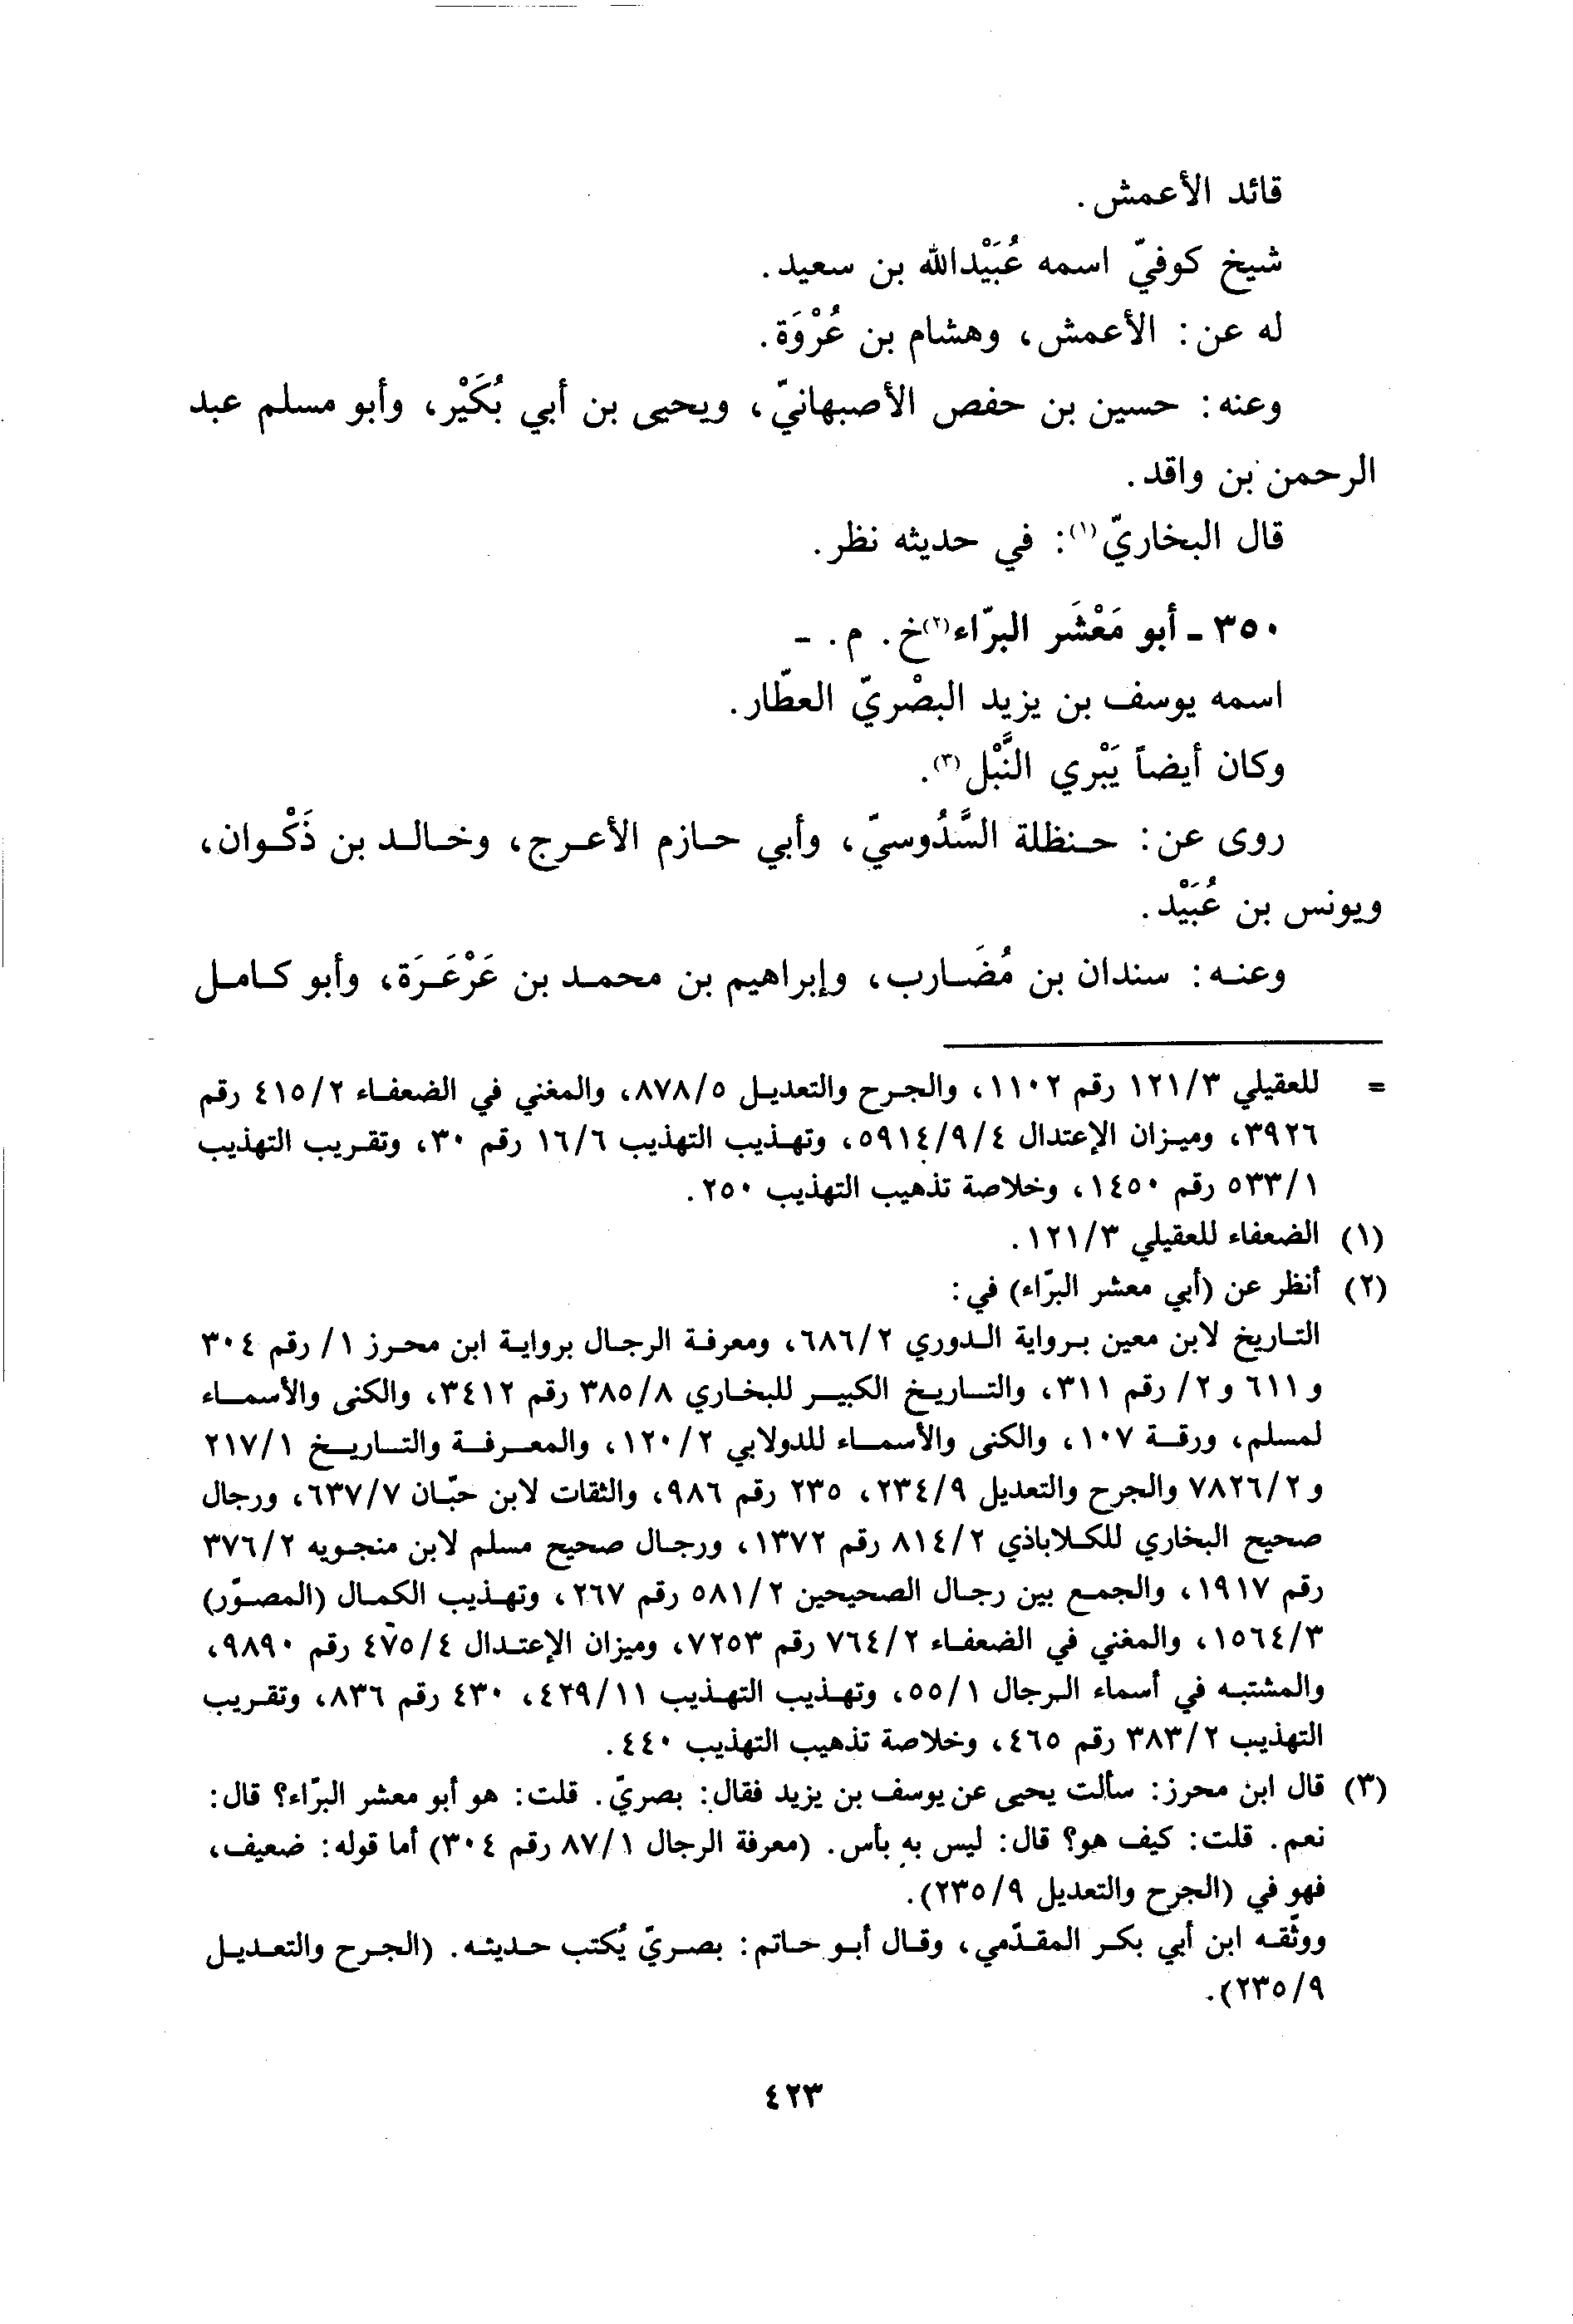 قائد الأعمش.
شيخ كوفيّ اسمه عُبَيْدالله بن سعيد.
له عن: الأعمش، وهشام بن عُرْوَة.
وعنه: حسين بن حفص الأصبهانيّ، ويحيى بن أبي بُكَيْر، وأبو مسلم عبد
الرحمن بن واقد.
قال البخاريّ(١): في حديثه نظر.
٣٥٠ - أبو مَعْشَر البرّاء(٢)خ. م. -
اسمه يوسف بن يزيد البصْريّ العطّار.
وكان أيضاً يَبْري النَّبْل(٣).
روى عن: حنظلة السَّدُوسيّ، وأبي حازم الأعرج، وخالد بن ذَكْوان،
ويونس بن عُبَيْد.
وعنه: سندان بن مُضَارب، وإبراهيم بن محمد بن عَرْعَرَة، وأبو كامل
= للعقيلي ١٢١/٣ رقم ١١٠٢، والجرح والتعديل ٨٧٨/٥، والمغني في الضعفاء ٤١٥/٢ رقم
٣٩٢٦، وميزان الإعتدال ٥٩١٤/٩/٤، وتهذيب التهذيب ١٦/٦ رقم ٣٠، وتقريب التهذيب
٥٣٣/١ رقم ١٤٥٠، وخلاصة تذهيب التهذيب ٢٥٠.
(١) الضعفاء للعقيلي ١٢١/٣.
(٢) أنظر عن (أبي معشر البرّاء) في:
التاريخ لابن معين برواية الدوري ٦٨٦/٢، ومعرفة الرجال برواية ابن محرز ١/ رقم ٣٠٤
و ٦١١ و ٢/ رقم ٣١١، والتاريخ الكبير للبخاري ٣٨٥/٨ رقم ٣٤١٢، والكنى والأسماء
لمسلم، ورقة ١٠٧، والكنى والأسماء للدولابي ١٢٠/٢، والمعرفة والتاريخ ٢١٧/١
و ٧٨٢٦/٢ والجرح والتعديل ٢٣٤/٩، ٢٣٥ رقم ٩٨٦، والثقات لابن حبّان ٦٣٧/٧، ورجال
صحيح البخاري للكلاباذي ٨١٤/٢ رقم ١٣٧٢، ورجال صحيح مسلم لابن منجويه ٣٧٦/٢
رقم ١٩١٧، والجمع بين رجال الصحيحين ٥٨١/٢ رقم ٢٦٧، وتهذيب الكمال (المصوّر)
١٥٦٤/٣، والمغني في الضعفاء ٧٦٤/٢ رقم ٧٢٥٣، وميزان الإعتدال ٤٧٥/٤ رقم ٩٨٩٠،
والمشتبه في أسماء الرجال ٥٥/١، وتهذيب التهذيب ٤٢٩/١١، ٤٣٠ رقم ٨٣٦، وتقريب
التهذيب ٣٨٣/٢ رقم ٤٦٥، وخلاصة تذهيب التهذيب ٤٤٠.
(٣) قال ابن محرز: سألت يحيى عن يوسف بن يزيد فقال: بصريّ. قلت: هو أبو معشر البرّاء؟ قال:
نعم. قلت: كيف هو؟ قال: ليس به بأس. (معرفة الرجال ٨٧/١ رقم ٣٠٤) أما قوله: ضعيف،
فهو في (الجرح والتعديل ٢٣٥/٩).
ووثّقه ابن أبي بكر المقدّمي، وقال أبو حاتم: بصريّ يُكتب حديثه. (الجرح والتعديل
٢٣٥/٩).
٤٢٣